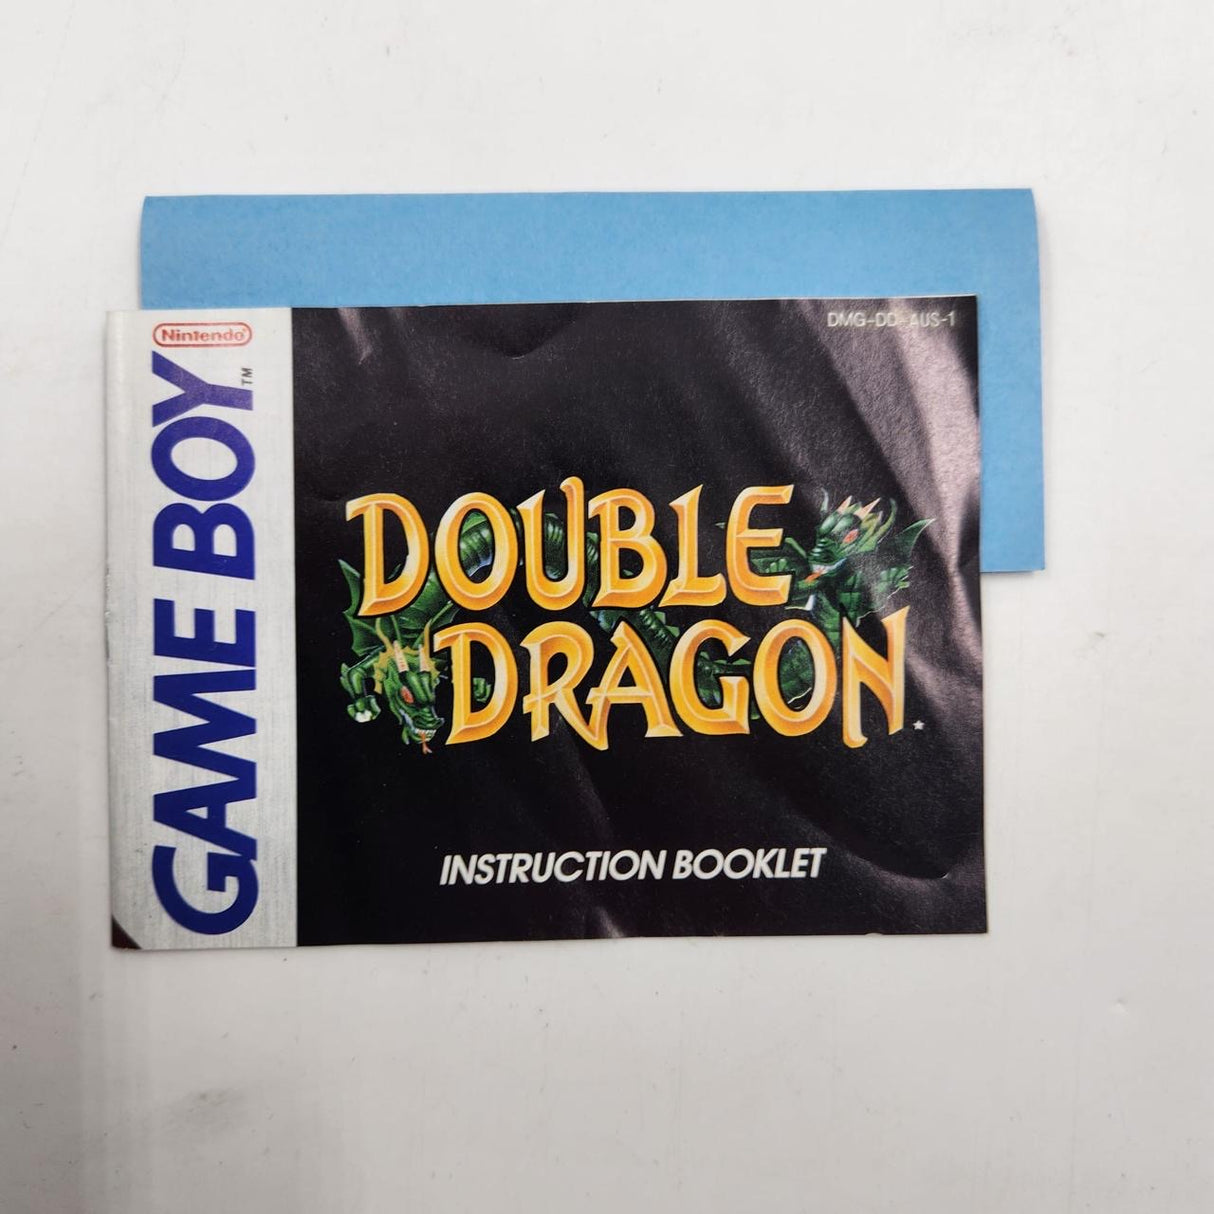 Nintendo®
GAME BOY™
DMG-DD-AUS-1
DOUBLE
DRAGON
INSTRUCTION BOOKLET